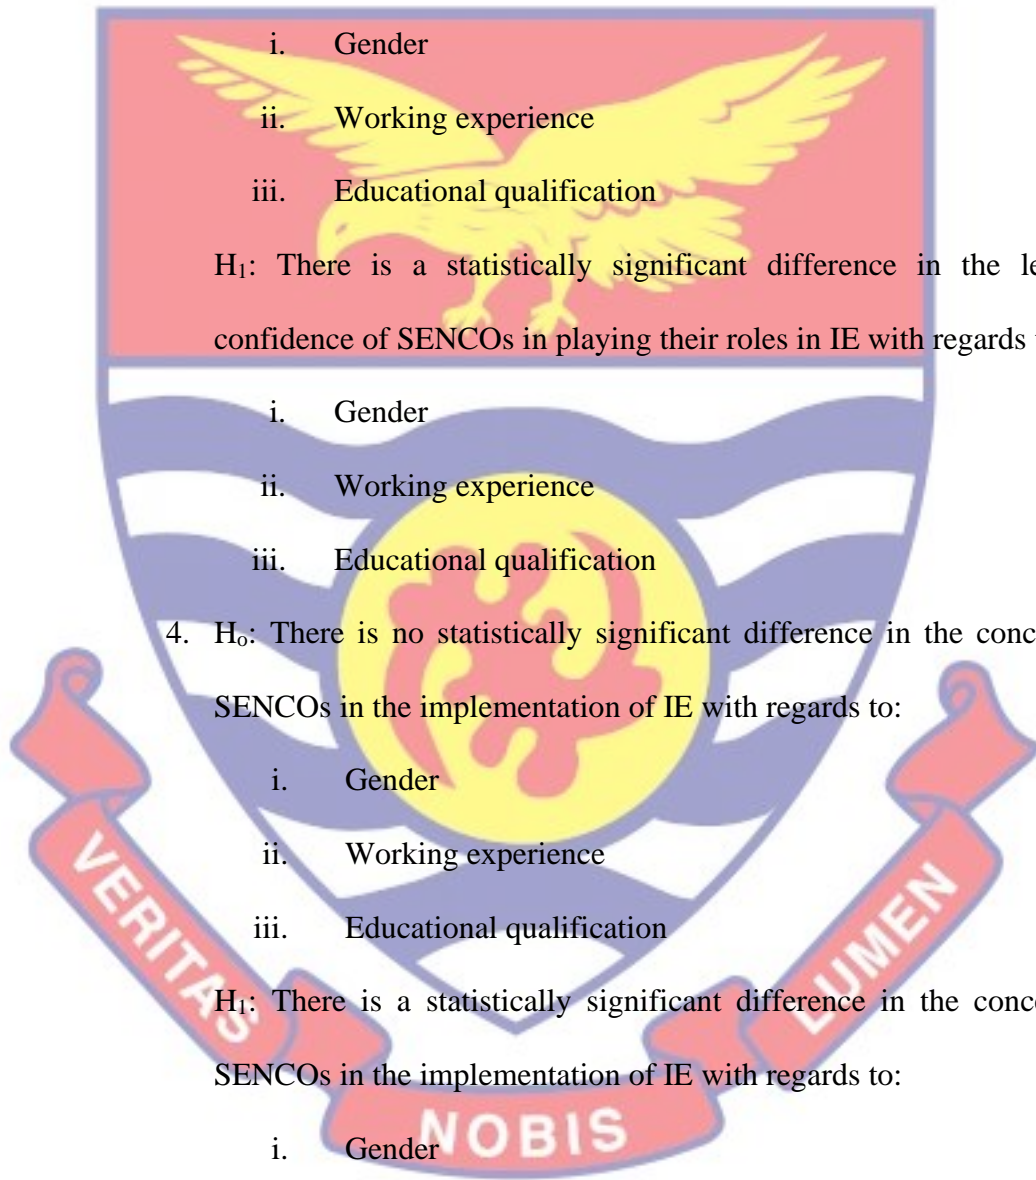 i. Gender
ii. Working experience
iii. Educational qualification
H₁: There is a statistically significant difference in the
confidence of SENCOs in playing their roles in IE with regards
i. Gender
ii. Working experience
iii. Educational qualification
4. Hₒ: There is no statistically significant difference in the
SENCOs in the implementation of IE with regards to:
i. Gender
ii. Working experience
iii. Educational qualification
H₁: There is a statistically significant difference in the
SENCOs in the implementation of IE with regards to:
i. Gender
VERITAS
NOBIS
LUMEN